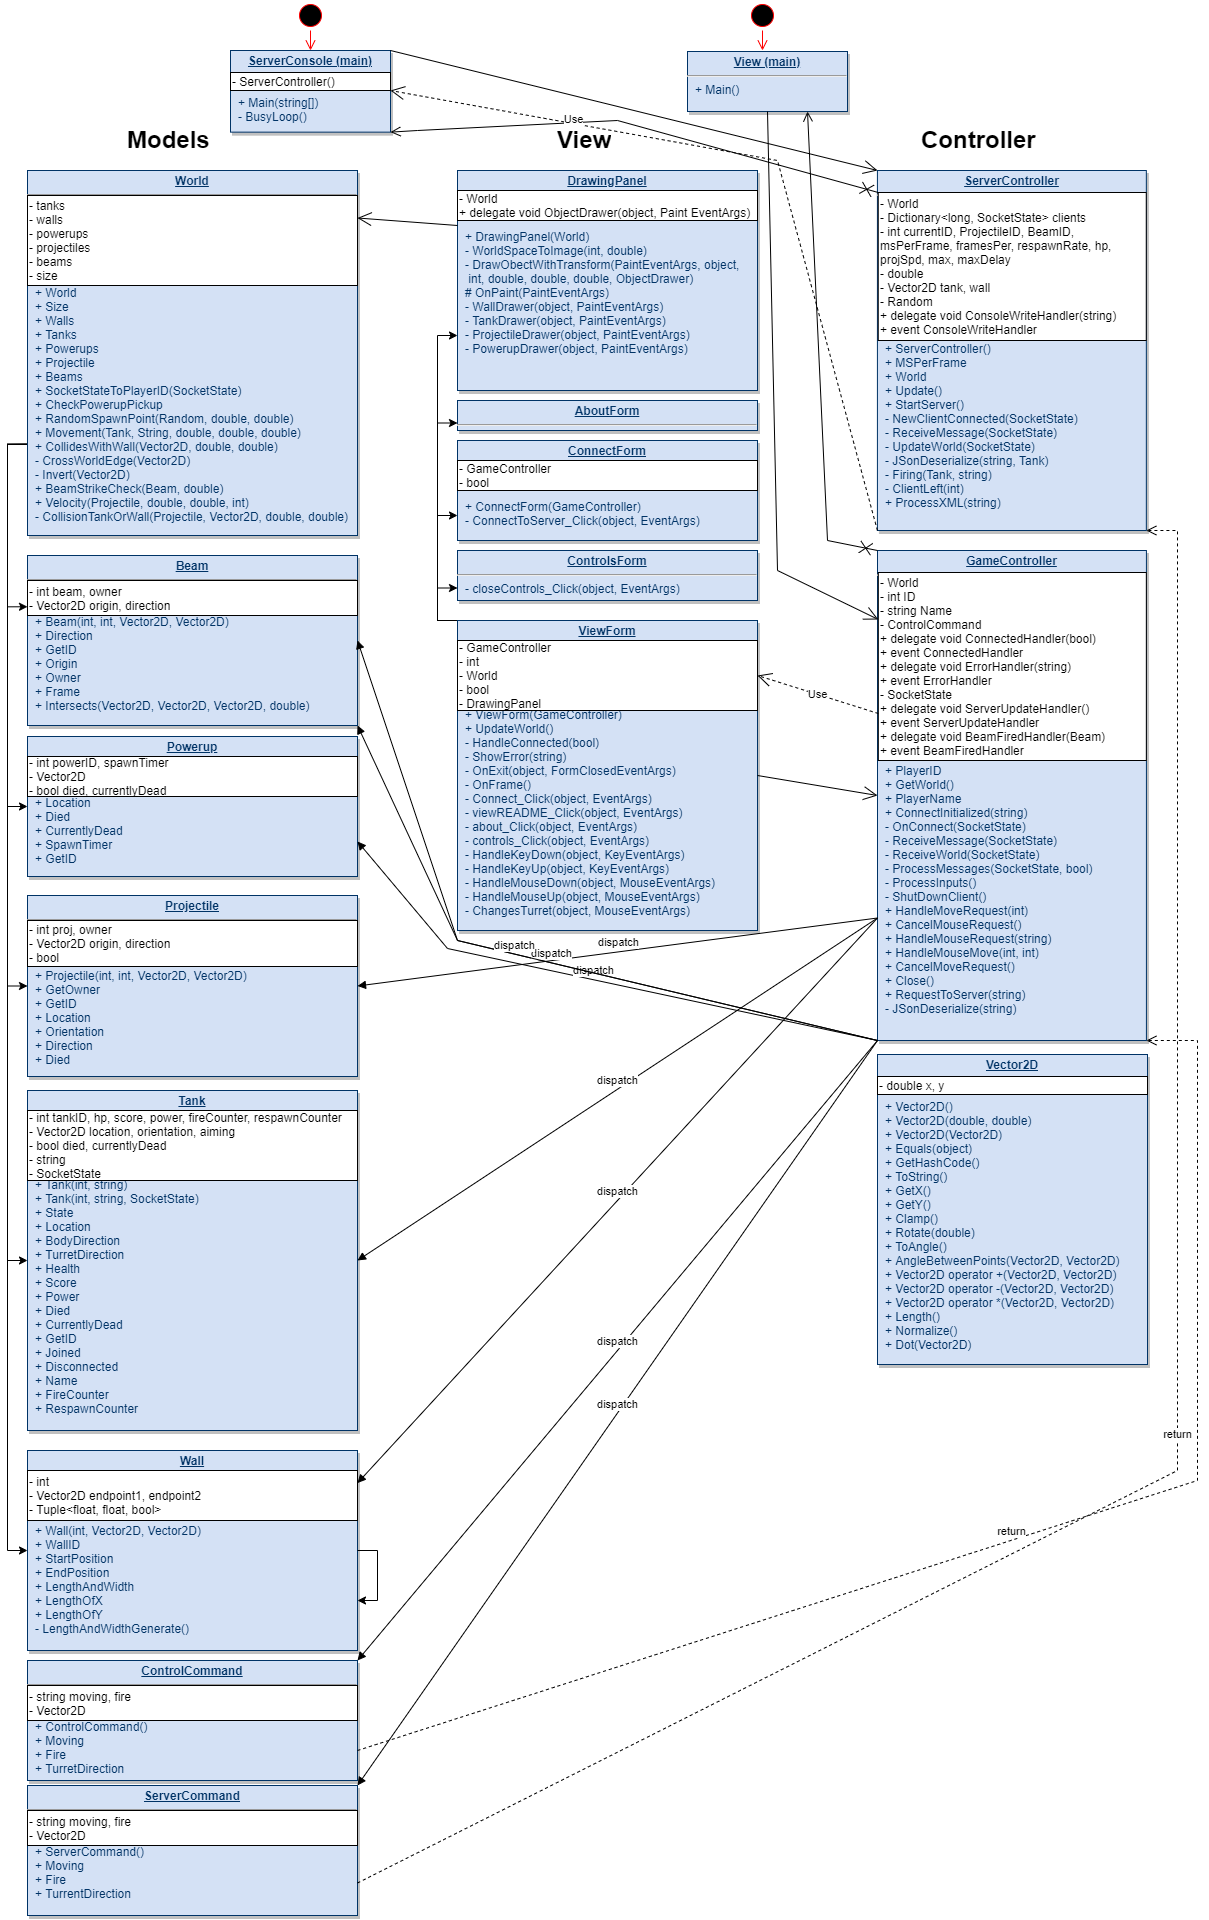 ServerConsole (main)
- ServerController()
+ Main(string[])
- BusyLoop()
View (main)
+ Main()
Use
Models
View
Controller
World
- tanks
- walls
- powerups
- projectiles
- beams
- size
+ World
+ Size
+ Walls
+ Tanks
+ Powerups
+ Projectile
+ Beams
+ SocketStateToPlayerID(SocketState)
+ CheckPowerupPickup
+ RandomSpawnPoint(Random, double, double)
+ Movement(Tank, String, double, double, double)
+ CollidesWithWall(Vector2D, double, double)
- CrossWorldEdge(Vector2D)
- Invert(Vector2D)
+ BeamStrikeCheck(Beam, double)
+ Velocity(Projectile, double, double, int)
- CollisionTankOrWall(Projectile, Vector2D, double, double)
Beam
- int beam, owner
- Vector2D origin, direction
+ Beam(int, int, Vector2D, Vector2D)
+ Direction
+ GetID
+ Origin
+ Owner
+ Frame
+ Intersects(Vector2D, Vector2D, Vector2D, double)
Powerup
- int powerID, spawnTimer
- Vector2D
- bool died, currentlyDead
+ Location
+ Died
+ CurrentlyDead
+ SpawnTimer
+ GetID
Projectile
- int proj, owner
- Vector2D origin, direction
- bool
+ Projectile(int, int, Vector2D, Vector2D)
+ GetOwner
+ GetID
+ Location
+ Orientation
+ Direction
+ Died
Tank
- int tankID, hp, score, power, fireCounter, respawnCounter
- Vector2D location, orientation, aiming
- bool died, currentlyDead
- string
- SocketState
+ Tank(int, string)
+ Tank(int, string, SocketState)
+ State
+ Location
+ BodyDirection
+ TurretDirection
+ Health
+ Score
+ Power
+ Died
+ CurrentlyDead
+ GetID
+ Joined
+ Disconnected
+ Name
+ FireCounter
+ RespawnCounter
Wall
- int
- Vector2D endpoint1, endpoint2
- Tuple<float, float, bool>
+ Wall(int, Vector2D, Vector2D)
+ WallID
+ StartPosition
+ EndPosition
+ LengthAndWidth
+ LengthOfX
+ LengthOfY
- LengthAndWidthGenerate()
ControlCommand
- string moving, fire
- Vector2D
+ ControlCommand()
+ Moving
+ Fire
+ TurretDirection
ServerCommand
- string moving, fire
- Vector2D
+ ServerCommand()
+ Moving
+ Fire
+ TurrentDirection
DrawingPanel
- World
+ delegate void ObjectDrawer(object, Paint EventArgs)
+ DrawingPanel(World)
- WorldSpaceToImage(int, double)
- DrawObectWithTransform(PaintEventArgs, object,
int, double, double, double, ObjectDrawer)
# OnPaint(PaintEventArgs)
- WallDrawer(object, PaintEventArgs)
- TankDrawer(object, PaintEventArgs)
- ProjectileDrawer(object, PaintEventArgs)
- PowerupDrawer(object, PaintEventArgs)
AboutForm
ConnectForm
- GameController
- bool
+ ConnectForm(GameController)
- ConnectToServer_Click(object, EventArgs)
ControlsForm
- closeControls_Click(object, EventArgs)
ViewForm
- GameController
- int
- World
- bool
- DrawingPanel
+ ViewForm(GameController)
+ UpdateWorld()
- HandleConnected(bool)
- ShowError(string)
- OnExit(object, FormClosedEventArgs)
- OnFrame()
- Connect_Click(object, EventArgs)
- viewREADME_Click(object, EventArgs)
- about_Click(object, EventArgs)
- controls_Click(object, EventArgs)
- HandleKeyDown(object, KeyEventArgs)
- HandleKeyUp(object, KeyEventArgs)
- HandleMouseDown(object, MouseEventArgs)
- HandleMouseUp(object, MouseEventArgs)
- ChangesTurret(object, MouseEventArgs)
Use
dispatch
dispatch
dispatch
dispatch
dispatch
dispatch
dispatch
dispatch
ServerController
- World
- Dictionary<long, SocketState> clients
- int currentID, ProjectileID, BeamID,
msPerFrame, framesPer, respawnRate, hp,
projSpd, max, maxDelay
- double
- Vector2D tank, wall
- Random
+ delegate void ConsoleWriteHandler(string)
+ event ConsoleWriteHandler
+ ServerController()
+ MSPerFrame
+ World
+ Update()
+ StartServer()
- NewClientConnected(SocketState)
- ReceiveMessage(SocketState)
- UpdateWorld(SocketState)
- JSonDeserialize(string, Tank)
- Firing(Tank, string)
- ClientLeft(int)
+ ProcessXML(string)
GameController
- World
- int ID
- string Name
- ControlCommand
+ delegate void ConnectedHandler(bool)
+ event ConnectedHandler
+ delegate void ErrorHandler(string)
+ event ErrorHandler
- SocketState
+ delegate void ServerUpdateHandler()
+ event ServerUpdateHandler
+ delegate void BeamFiredHandler(Beam)
+ event BeamFiredHandler
+ PlayerID
+ GetWorld()
+ PlayerName
+ ConnectInitialized(string)
- OnConnect(SocketState)
- ReceiveMessage(SocketState)
- ReceiveWorld(SocketState)
- ProcessMessages(SocketState, bool)
- ProcessInputs()
- ShutDownClient()
+ HandleMoveRequest(int)
+ CancelMouseRequest()
+ HandleMouseRequest(string)
+ HandleMouseMove(int, int)
+ CancelMoveRequest()
+ Close()
+ RequestToServer(string)
- JSonDeserialize(string)
Vector2D
- double x, y
+ Vector2D()
+ Vector2D(double, double)
+ Vector2D(Vector2D)
+ Equals(object)
+ GetHashCode()
+ ToString()
+ GetX()
+ GetY()
+ Clamp()
+ Rotate(double)
+ ToAngle()
+ AngleBetweenPoints(Vector2D, Vector2D)
+ Vector2D operator +(Vector2D, Vector2D)
+ Vector2D operator -(Vector2D, Vector2D)
+ Vector2D operator *(Vector2D, Vector2D)
+ Length()
+ Normalize()
+ Dot(Vector2D)
return
return